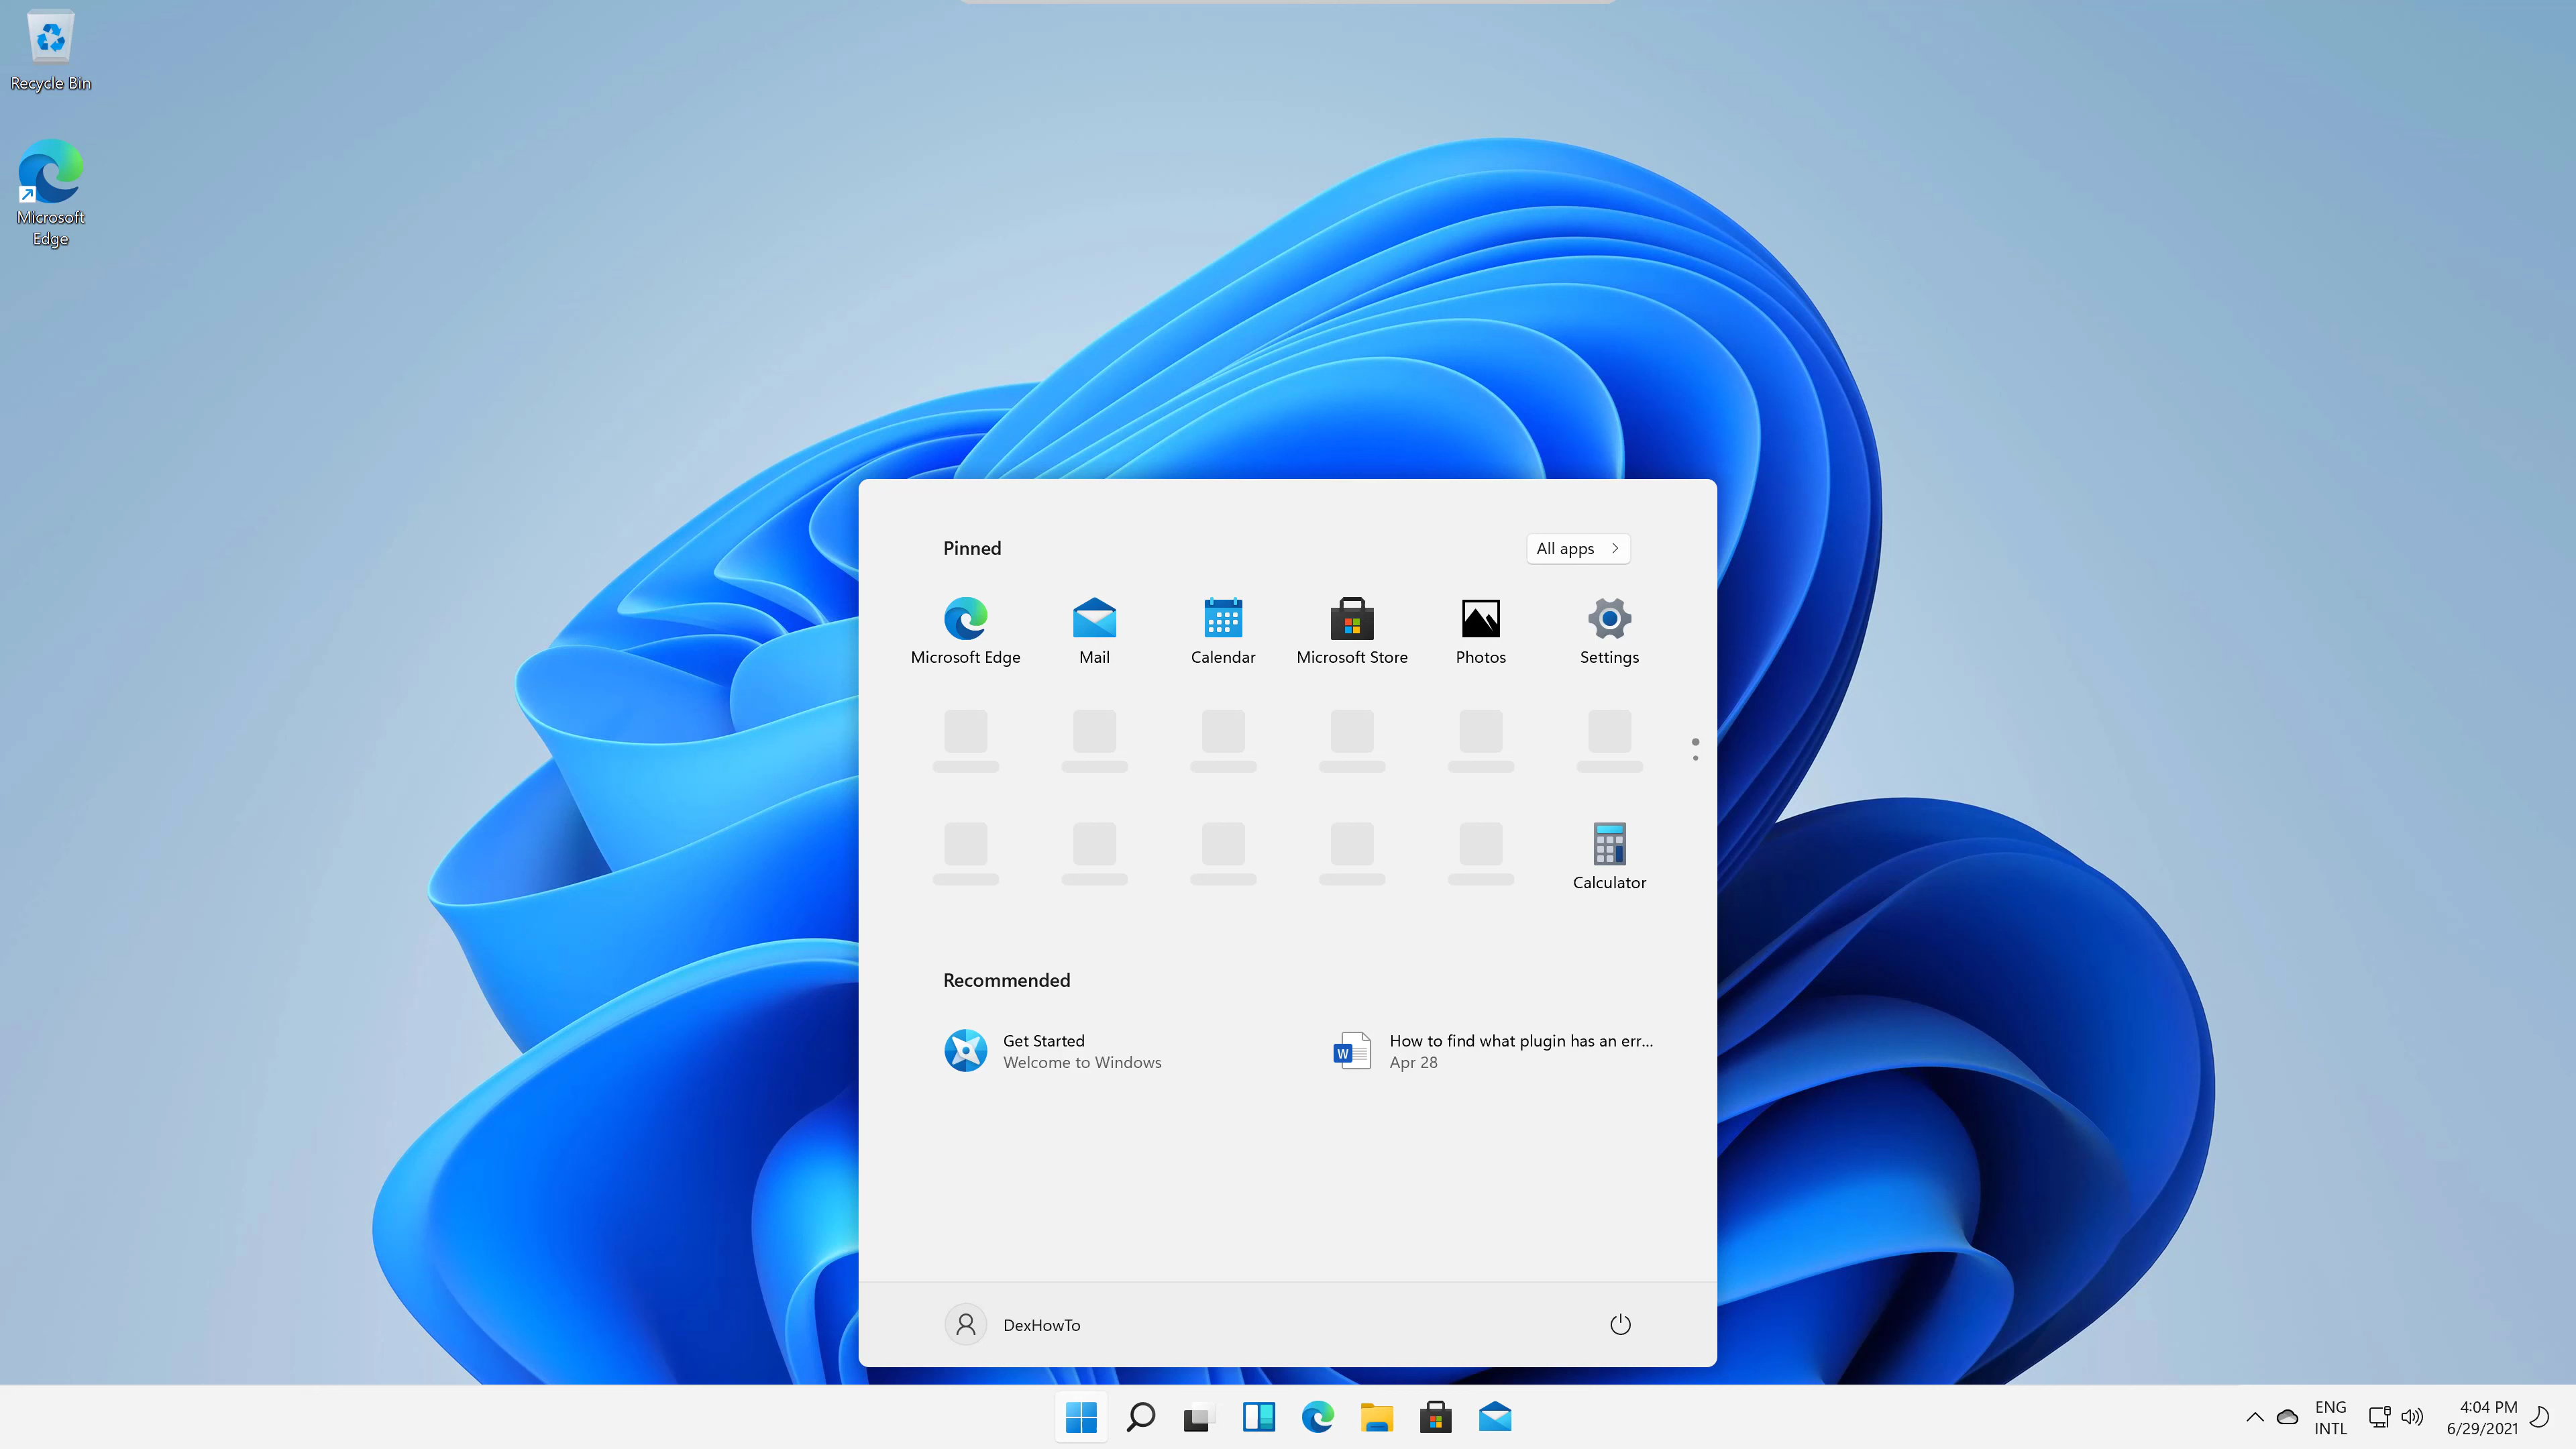 Recycle Bin
Microsoft
Edge
Pinned
All apps
Microsoft Edge
Mail
Calendar
Microsoft Store
Photos
Settings
Calculator
Recommended
Get Started
Welcome to Windows
W
How to find what plugin has an err...
Apr 28
DexHowTo
ENG
INTL
4:04 PM
6/29/2021